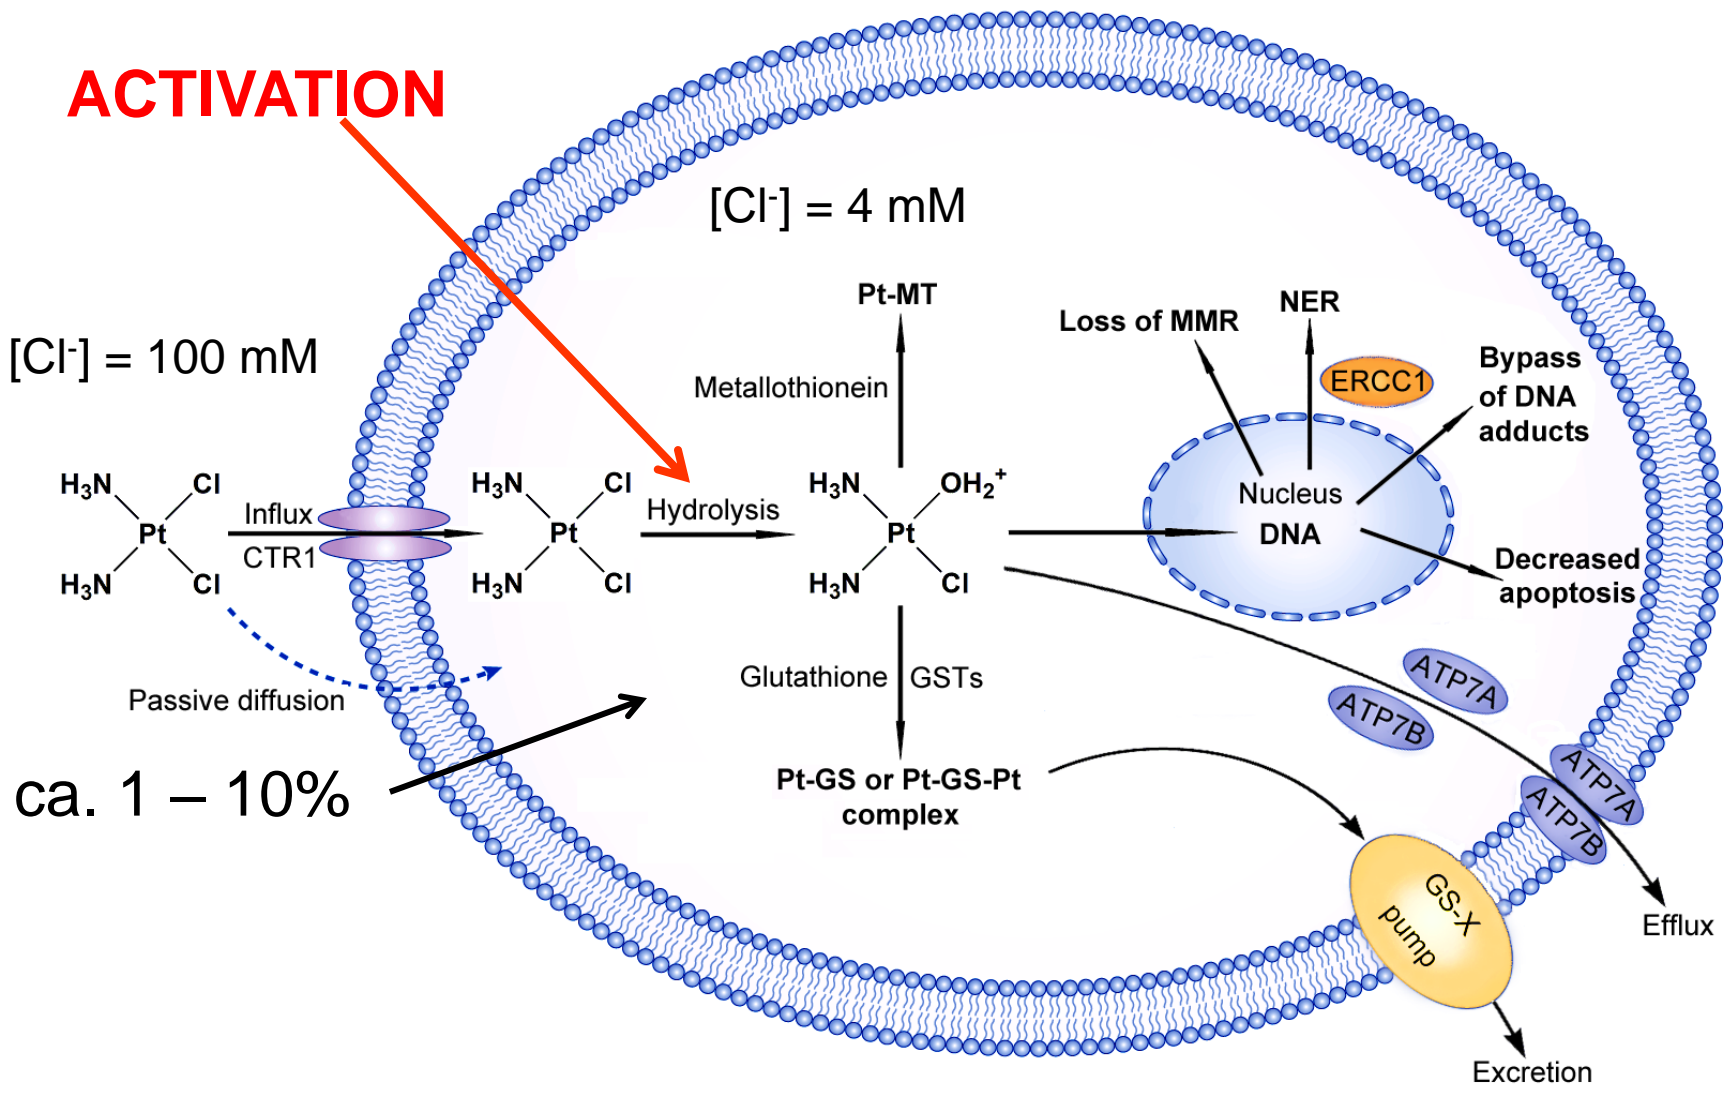 ACTIVATION
[Cl⁻] = 4 mM
[Cl⁻] = 100 mM
Pt-MT
Metallothionein
Loss of MMR
NER
ERCC1
Bypass
of DNA
adducts
Nucleus
DNA
Decreased
apoptosis
H₃N
Cl
Pt
H₃N
Cl
Influx
CTR1
H₃N
Cl
Pt
H₃N
Cl
Hydrolysis
H₃N
OH₂⁺
Pt
H₃N
Cl
Passive diffusion
ca. 1 – 10%
Glutathione
GSTs
Pt-GS or Pt-GS-Pt
complex
ATP7A
ATP7B
ATP7A
ATP7B
GS-X
pump
Efflux
Excretion